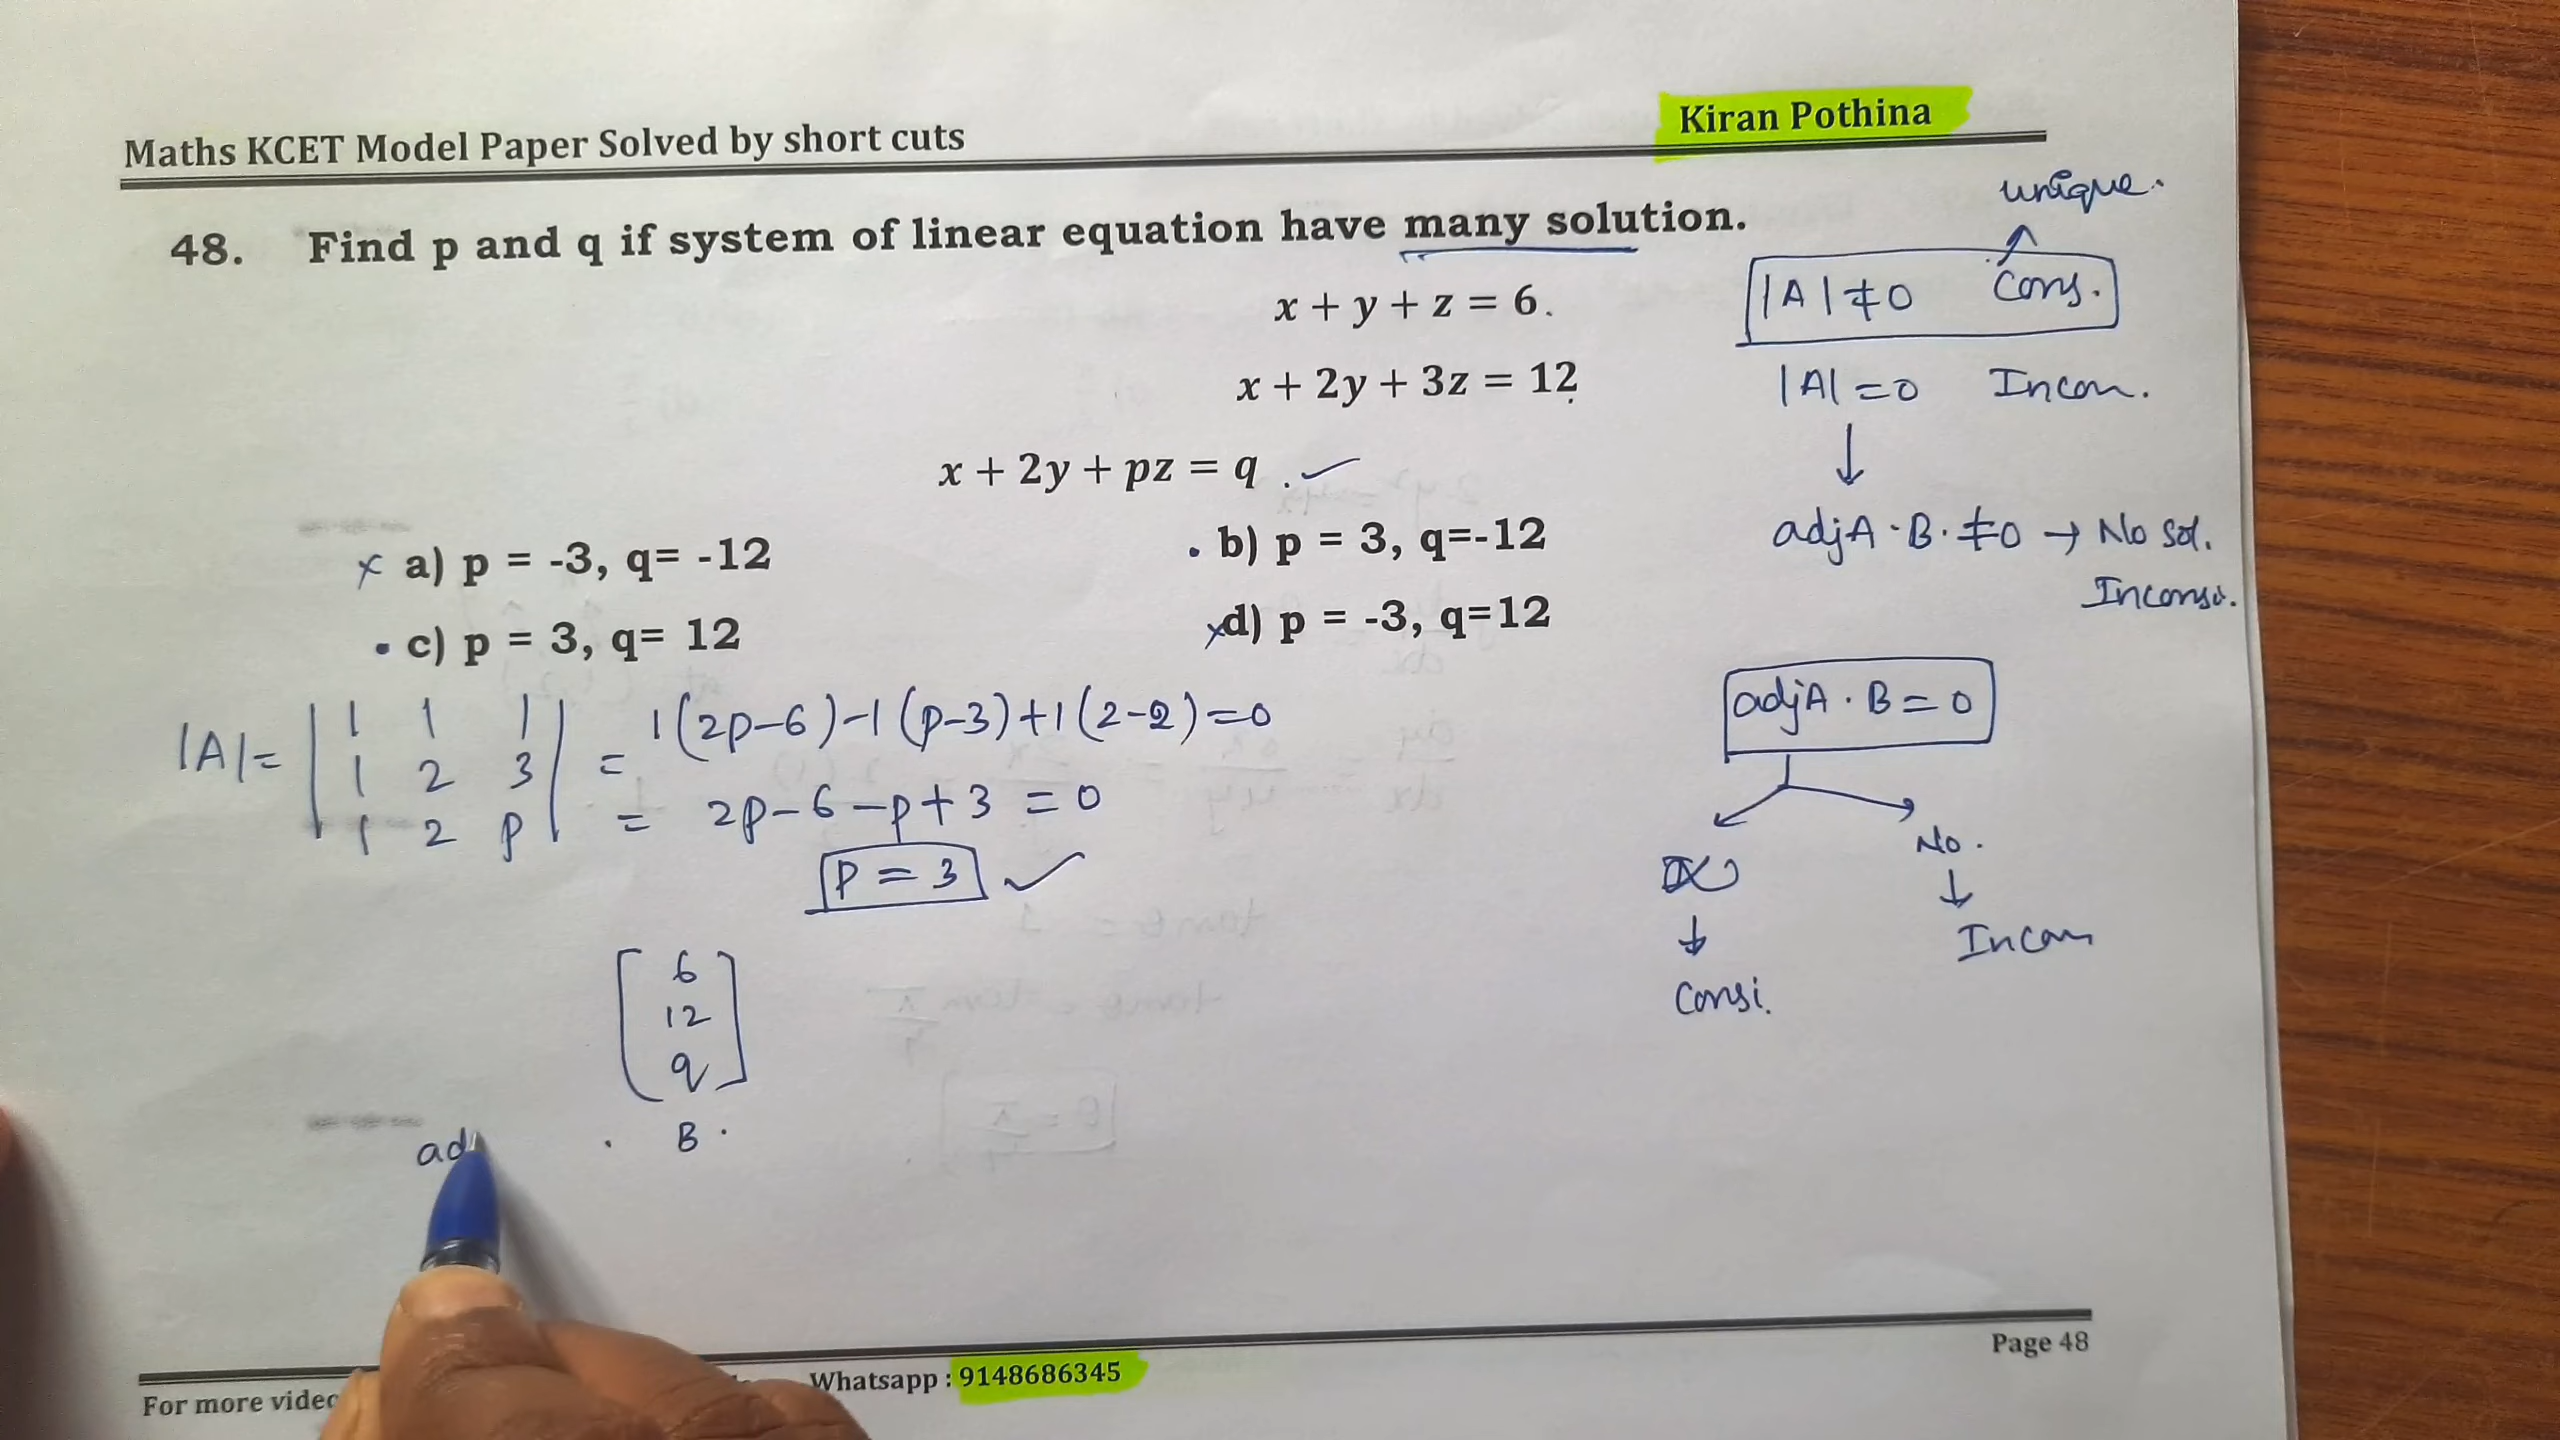 Maths KCET Model Paper Solved by short cuts
Kiran Pothina
48. Find p and q if system of linear equation have many solution.
x + y + z = 6.
x + 2y + 3z = 12
x + 2y + pz = q
a) p = -3, q= -12
b) p = 3, q=-12
c) p = 3, q= 12
d) p = -3, q=12
|A| = | 1 1 1 | = 1(2p-6)-1(p-3)+1(2-2)=0
1 2 3
1 2 p = 2p-6-p+3 = 0
P = 3
6
12
q
ad . B .
unique.
|A| ≠ 0 Cons.
|A| = 0 Incon.
↓
adjA · B · ≠0 → No sol.
Inconsi.
adjA · B = 0
∞ No.
↓ ↓
Consi. Incon
Page 48
For more video
Whatsapp : 9148686345